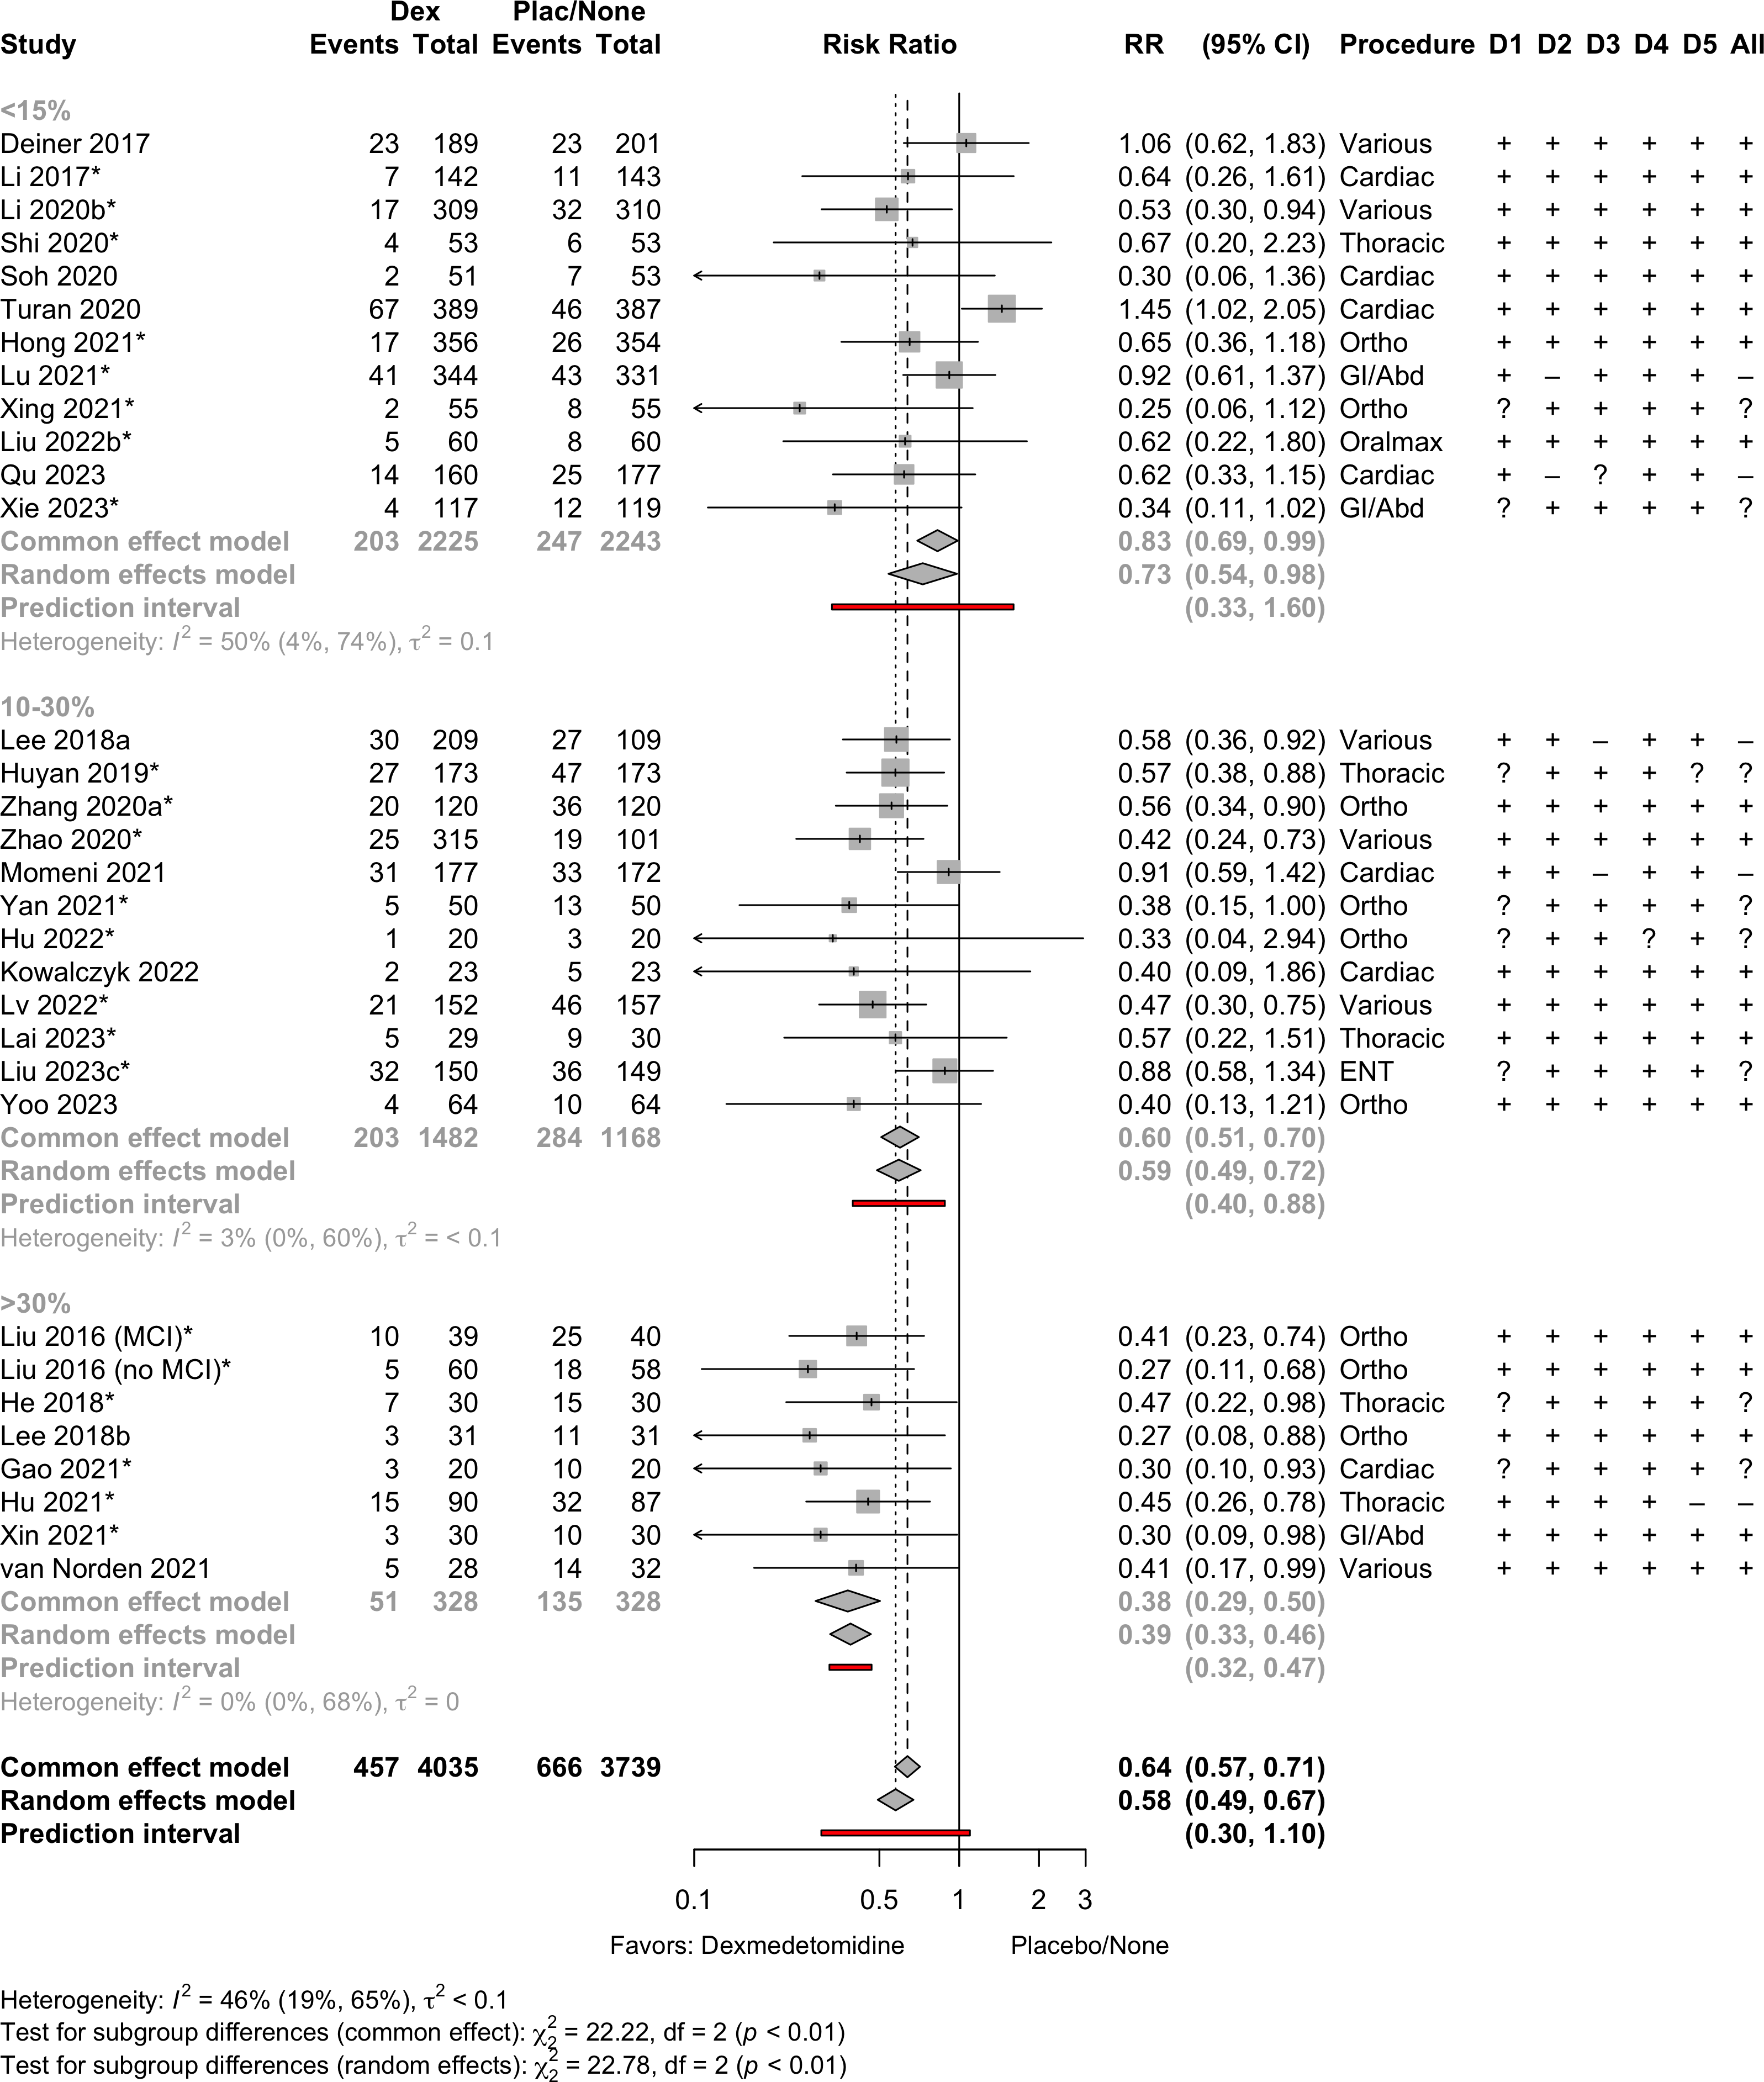 Dex Plac/None
Study Events Total Events Total Risk Ratio RR (95% CI) Procedure D1 D2 D3 D4 D5 All
<15%
Deiner 2017 23 189 23 201 1.06 (0.62, 1.83) Various + + + + + +
Li 2017* 7 142 11 143 0.64 (0.26, 1.61) Cardiac + + + + + +
Li 2020b* 17 309 32 310 0.53 (0.30, 0.94) Various + + + + + +
Shi 2020* 4 53 6 53 0.67 (0.20, 2.23) Thoracic + + + + + +
Soh 2020 2 51 7 53 0.30 (0.06, 1.36) Cardiac + + + + + +
Turan 2020 67 389 46 387 1.45 (1.02, 2.05) Cardiac + + + + + +
Hong 2021* 17 356 26 354 0.65 (0.36, 1.18) Ortho + + + + + +
Lu 2021* 41 344 43 331 0.92 (0.61, 1.37) GI/Abd + – + + + –
Xing 2021* 2 55 8 55 0.25 (0.06, 1.12) Ortho ? + + + + ?
Liu 2022b* 5 60 8 60 0.62 (0.22, 1.80) Oralmax + + + + + +
Qu 2023 14 160 25 177 0.62 (0.33, 1.15) Cardiac + – ? + + –
Xie 2023* 4 117 12 119 0.34 (0.11, 1.02) GI/Abd ? + + + + ?
Common effect model 203 2225 247 2243 0.83 (0.69, 0.99)
Random effects model 0.73 (0.54, 0.98)
Prediction interval (0.33, 1.60)
Heterogeneity: I² = 50% (4%, 74%), τ² = 0.1
10-30%
Lee 2018a 30 209 27 109 0.58 (0.36, 0.92) Various + + – + + –
Huyan 2019* 27 173 47 173 0.57 (0.38, 0.88) Thoracic ? + + + ? ?
Zhang 2020a* 20 120 36 120 0.56 (0.34, 0.90) Ortho + + + + + +
Zhao 2020* 25 315 19 101 0.42 (0.24, 0.73) Various + + + + + +
Momeni 2021 31 177 33 172 0.91 (0.59, 1.42) Cardiac + + – + + –
Yan 2021* 5 50 13 50 0.38 (0.15, 1.00) Ortho ? + + + + ?
Hu 2022* 1 20 3 20 0.33 (0.04, 2.94) Ortho ? + + ? + ?
Kowalczyk 2022 2 23 5 23 0.40 (0.09, 1.86) Cardiac + + + + + +
Lv 2022* 21 152 46 157 0.47 (0.30, 0.75) Various + + + + + +
Lai 2023* 5 29 9 30 0.57 (0.22, 1.51) Thoracic + + + + + +
Liu 2023c* 32 150 36 149 0.88 (0.58, 1.34) ENT ? + + + + ?
Yoo 2023 4 64 10 64 0.40 (0.13, 1.21) Ortho + + + + + +
Common effect model 203 1482 284 1168 0.60 (0.51, 0.70)
Random effects model 0.59 (0.49, 0.72)
Prediction interval (0.40, 0.88)
Heterogeneity: I² = 3% (0%, 60%), τ² = < 0.1
>30%
Liu 2016 (MCI)* 10 39 25 40 0.41 (0.23, 0.74) Ortho + + + + + +
Liu 2016 (no MCI)* 5 60 18 58 0.27 (0.11, 0.68) Ortho + + + + + +
He 2018* 7 30 15 30 0.47 (0.22, 0.98) Thoracic ? + + + + ?
Lee 2018b 3 31 11 31 0.27 (0.08, 0.88) Ortho + + + + + +
Gao 2021* 3 20 10 20 0.30 (0.10, 0.93) Cardiac ? + + + + ?
Hu 2021* 15 90 32 87 0.45 (0.26, 0.78) Thoracic + + + + – –
Xin 2021* 3 30 10 30 0.30 (0.09, 0.98) GI/Abd + + + + + +
van Norden 2021 5 28 14 32 0.41 (0.17, 0.99) Various + + + + + +
Common effect model 51 328 135 328 0.38 (0.29, 0.50)
Random effects model 0.39 (0.33, 0.46)
Prediction interval (0.32, 0.47)
Heterogeneity: I² = 0% (0%, 68%), τ² = 0
Common effect model 457 4035 666 3739 0.64 (0.57, 0.71)
Random effects model 0.58 (0.49, 0.67)
Prediction interval (0.30, 1.10)
0.1 0.5 1 2 3
Favors: Dexmedetomidine Placebo/None
Heterogeneity: I² = 46% (19%, 65%), τ² < 0.1
Test for subgroup differences (common effect): χ²₂ = 22.22, df = 2 (p < 0.01)
Test for subgroup differences (random effects): χ²₂ = 22.78, df = 2 (p < 0.01)